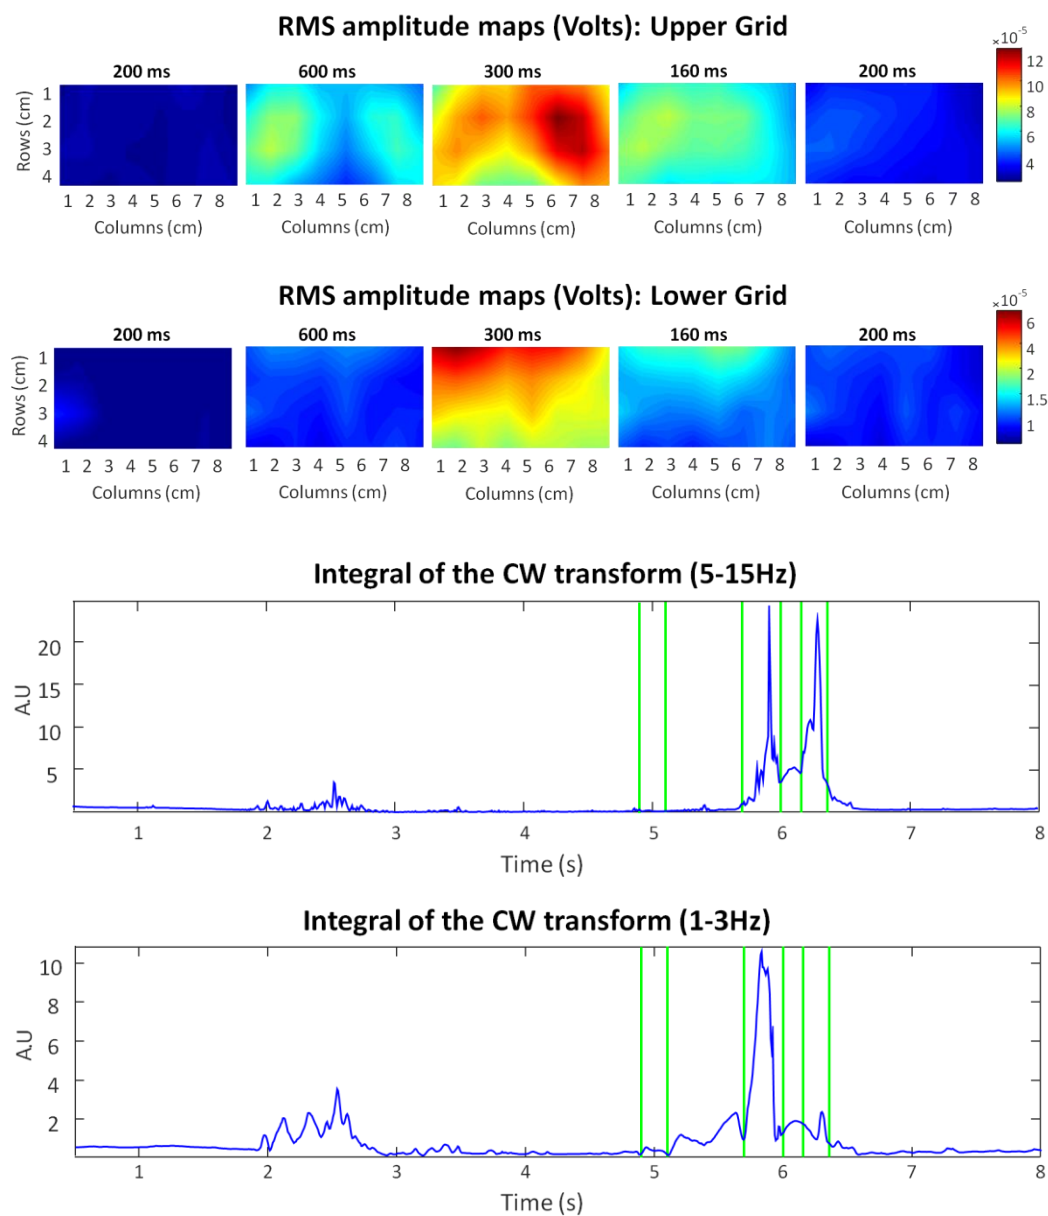 RMS amplitude maps (Volts): Upper Grid
×10-5
200 ms 600 ms 300 ms 160 ms 200 ms
12
10
8
6
4
Rows (cm)
1
2
3
4
1 2 3 4 5 6 7 8 1 2 3 4 5 6 7 8 1 2 3 4 5 6 7 8 1 2 3 4 5 6 7 8 1 2 3 4 5 6 7 8
Columns (cm) Columns (cm) Columns (cm) Columns (cm) Columns (cm)
RMS amplitude maps (Volts): Lower Grid
×10-5
200 ms 600 ms 300 ms 160 ms 200 ms
6
4
2
1.5
1
Rows (cm)
1
2
3
4
1 2 3 4 5 6 7 8 1 2 3 4 5 6 7 8 1 2 3 4 5 6 7 8 1 2 3 4 5 6 7 8 1 2 3 4 5 6 7 8
Columns (cm) Columns (cm) Columns (cm) Columns (cm) Columns (cm)
Integral of the CW transform (5-15Hz)
A.U
20
15
10
5
1 2 3 4 5 6 7 8
Time (s)
Integral of the CW transform (1-3Hz)
A.U
10
8
6
4
2
1 2 3 4 5 6 7 8
Time (s)